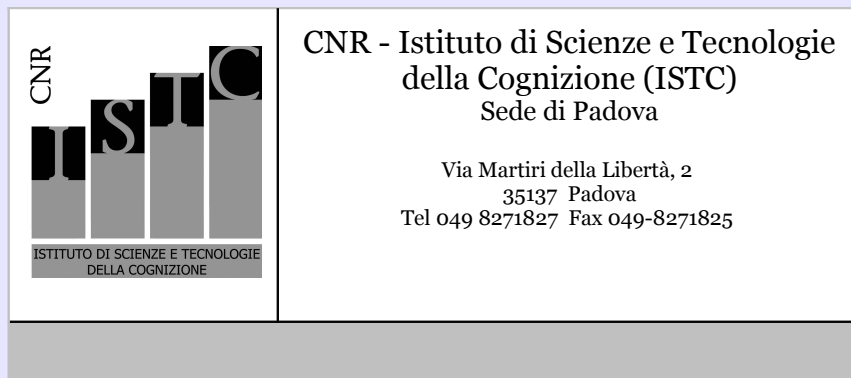 CNR
ISTC
ISTITUTO DI SCIENZE E TECNOLOGIE
DELLA COGNIZIONE
CNR - Istituto di Scienze e Tecnologie
della Cognizione (ISTC)
Sede di Padova
Via Martiri della Libertà, 2
35137 Padova
Tel 049 8271827 Fax 049-8271825